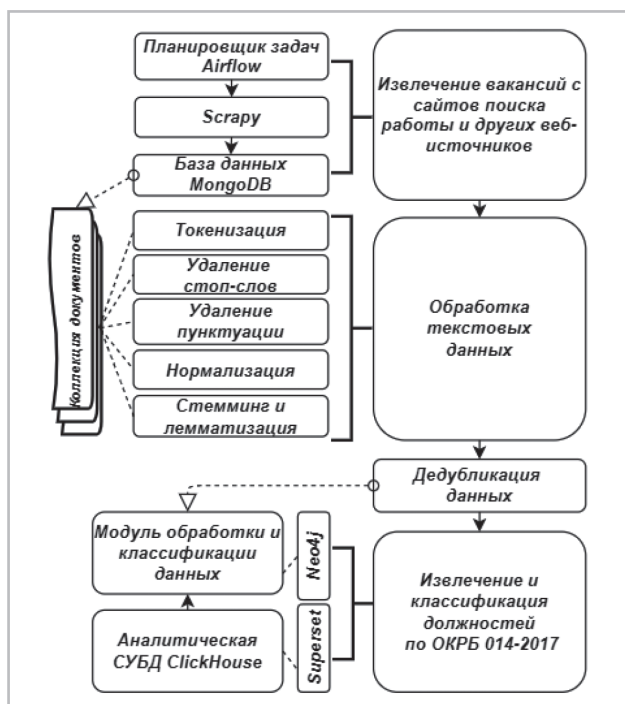 Планировщик задач
Airflow
Scrapy
База данных
MongoDB
Извлечение вакансий с
сайтов поиска
работы и других веб-
источников
Коллекция документов
Токенизация
Удаление
стоп-слов
Удаление
пунктуации
Нормализация
Стемминг и
лемматизация
Обработка
текстовых
данных
Дедубликация
данных
Модуль обработки и
классификации
данных
Neo4j
Аналитическая
СУБД ClickHouse
Superset
Извлечение и
классификация
должностей
по ОКРБ 014-2017